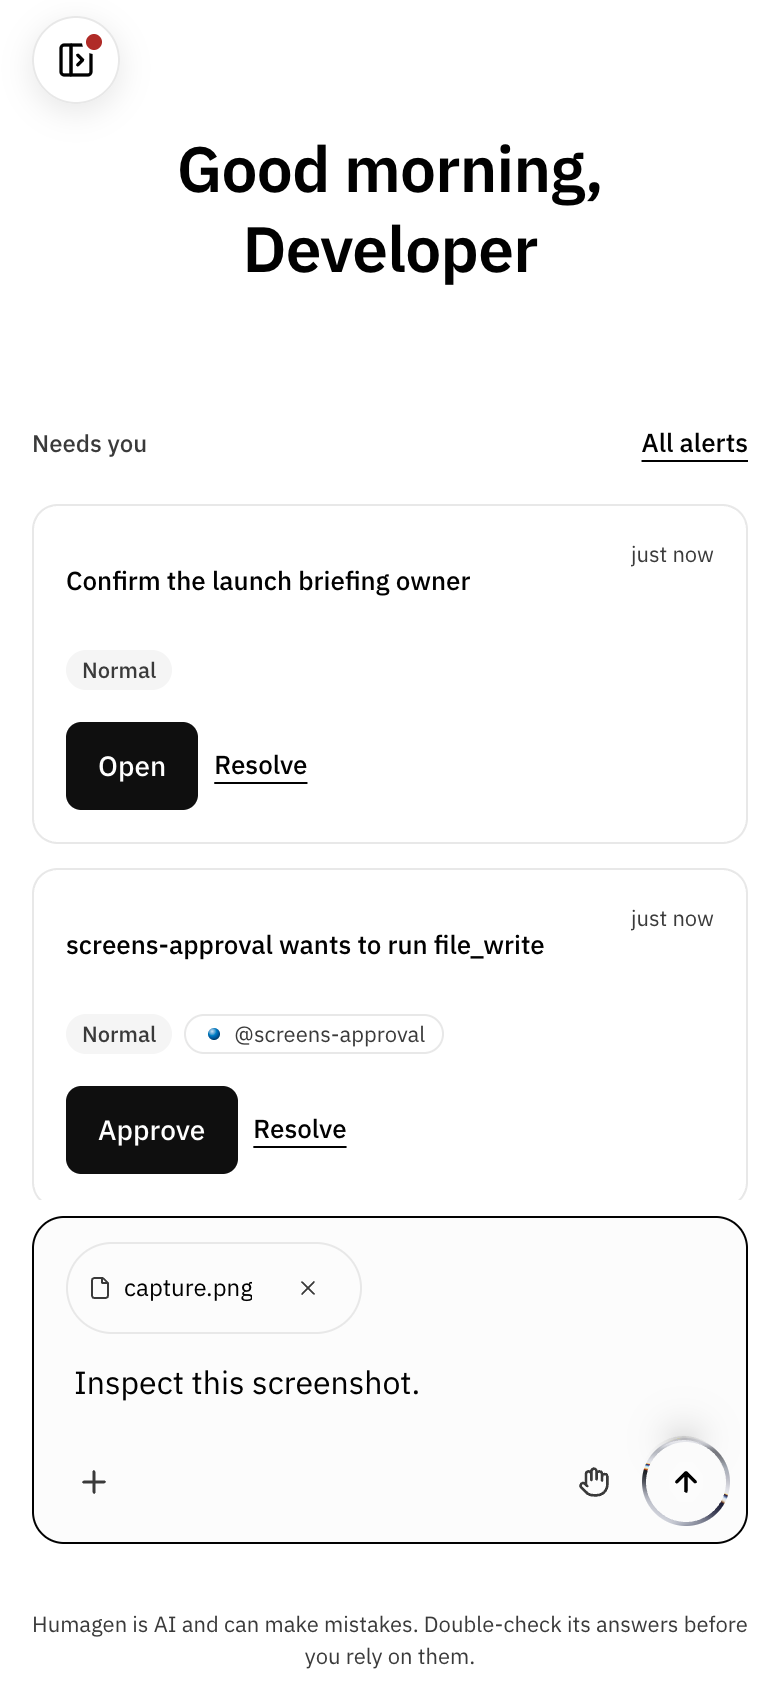 Good morning,
Developer
Needs you
All alerts
just now
Confirm the launch briefing owner
Normal
Open
Resolve
just now
screens-approval wants to run file_write
Normal
@screens-approval
Approve
Resolve
capture.png
Inspect this screenshot.
Humagen is AI and can make mistakes. Double-check its answers before
you rely on them.